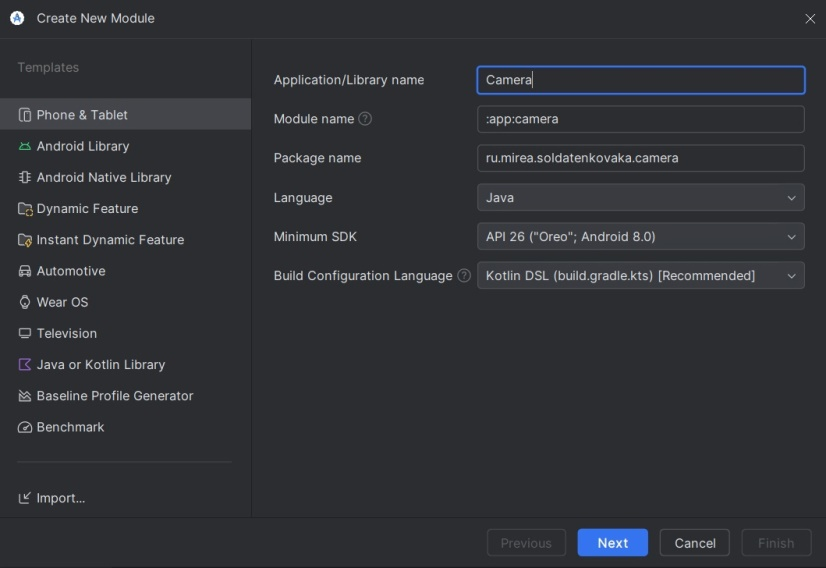 Create New Module
Templates
Phone & Tablet
Android Library
Android Native Library
Dynamic Feature
Instant Dynamic Feature
Automotive
Wear OS
Television
Java or Kotlin Library
Baseline Profile Generator
Benchmark
Import...
Application/Library name Camera
Module name ? :app:camera
Package name ru.mirea.soldatenkovaka.camera
Language Java
Minimum SDK API 26 ("Oreo"; Android 8.0)
Build Configuration Language ? Kotlin DSL (build.gradle.kts) [Recommended]
Previous Next Cancel Finish